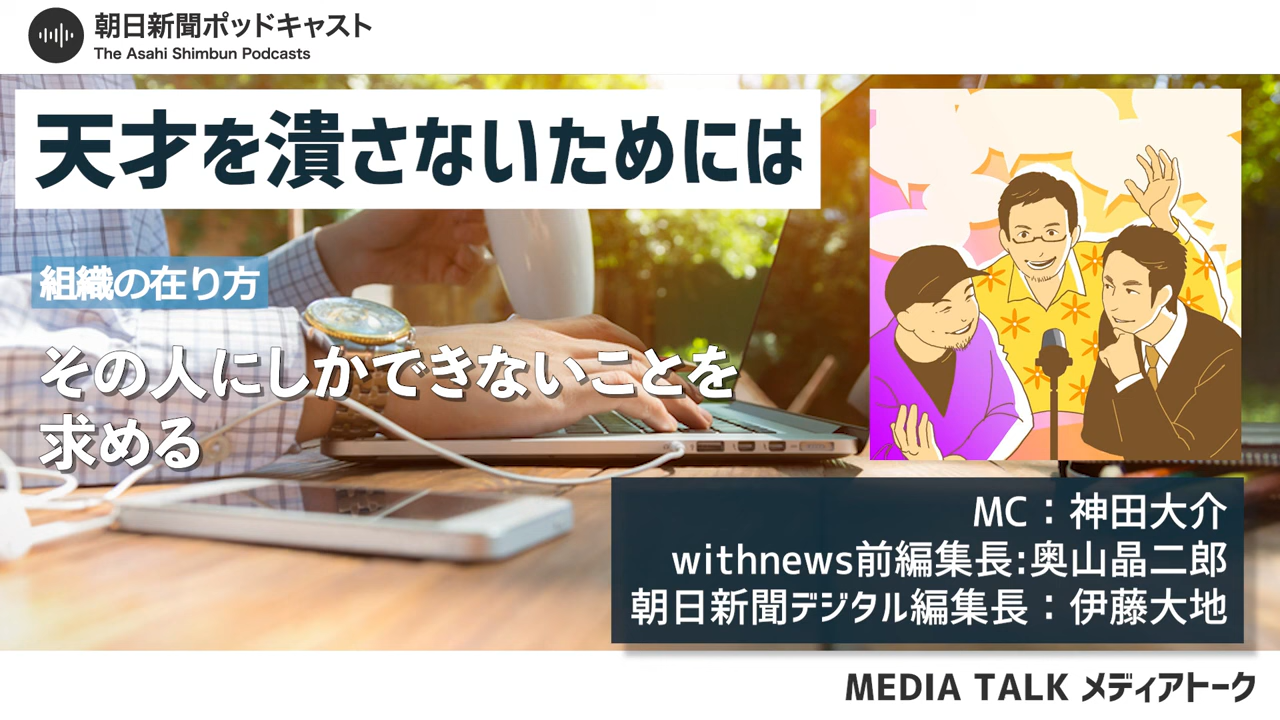 朝日新聞ポッドキャスト
The Asahi Shimbun Podcasts
天才を潰さないためには
組織の在り方
その人にしかできないことを
求める
MC：神田大介
withnews前編集長:奥山晶二郎
朝日新聞デジタル編集長：伊藤大地
MEDIA TALK メディアトーク